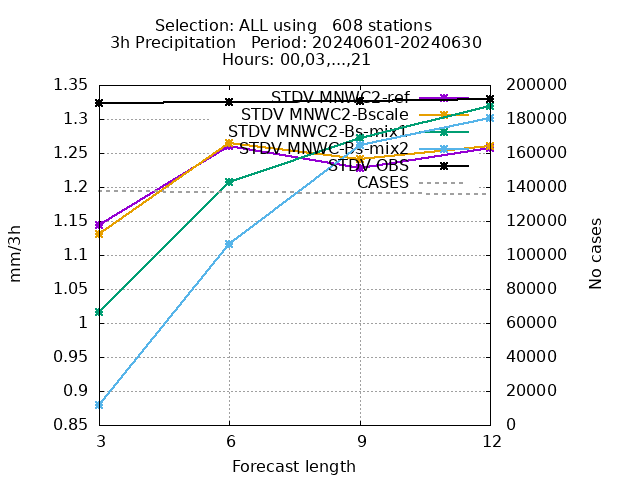 Selection: ALL using 608 stations
3h Precipitation Period: 20240601-20240630
Hours: 00,03,...,21
1.35 200000
STDV MNWC2-ref
1.3 180000
STDV MNWC2-Bscale
STDV MNWC2-Bs-mix1
1.25 160000
STDV MNWC-Bs-mix2
STDV OBS
1.2 140000
CASES
1.15 120000
1.1 100000
1.05 80000
1 60000
0.95 40000
0.9 20000
0.85 0
mm/3h
No cases
3 6 9 12
Forecast length